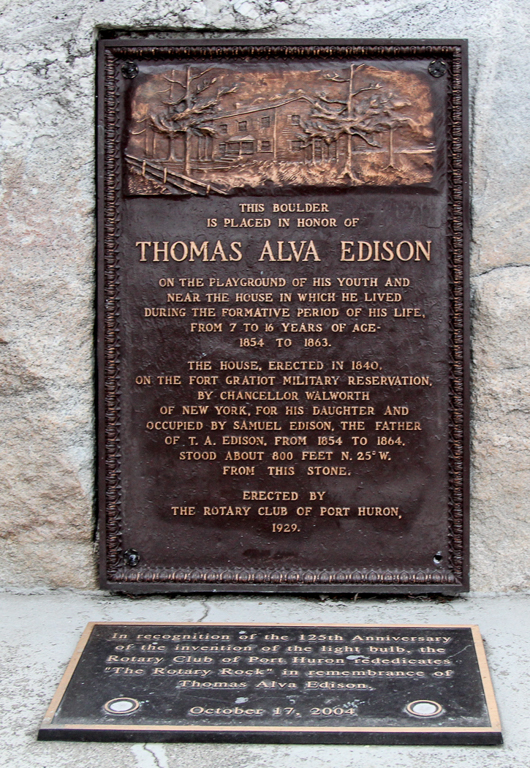 THIS BOULDER
IS PLACED IN HONOR OF
THOMAS ALVA EDISON
ON THE PLAYGROUND OF HIS YOUTH AND
NEAR THE HOUSE IN WHICH HE LIVED
DURING THE FORMATIVE PERIOD OF HIS LIFE,
FROM 7 TO 16 YEARS OF AGE-
1854 TO 1863.
THE HOUSE, ERECTED IN 1840,
ON THE FORT GRATIOT MILITARY RESERVATION,
BY CHANCELLOR WALWORTH
OF NEW YORK, FOR HIS DAUGHTER AND
OCCUPIED BY SAMUEL EDISON, THE FATHER
OF T. A. EDISON, FROM 1854 TO 1864,
STOOD ABOUT 800 FEET N. 25° W.
FROM THIS STONE.
ERECTED BY
THE ROTARY CLUB OF PORT HURON,
1929.
In recognition of the 125th Anniversary
of the invention of the light bulb, the
Rotary Club of Port Huron rededicates
"The Rotary Rock" in remembrance of
Thomas Alva Edison.
October 17, 2004